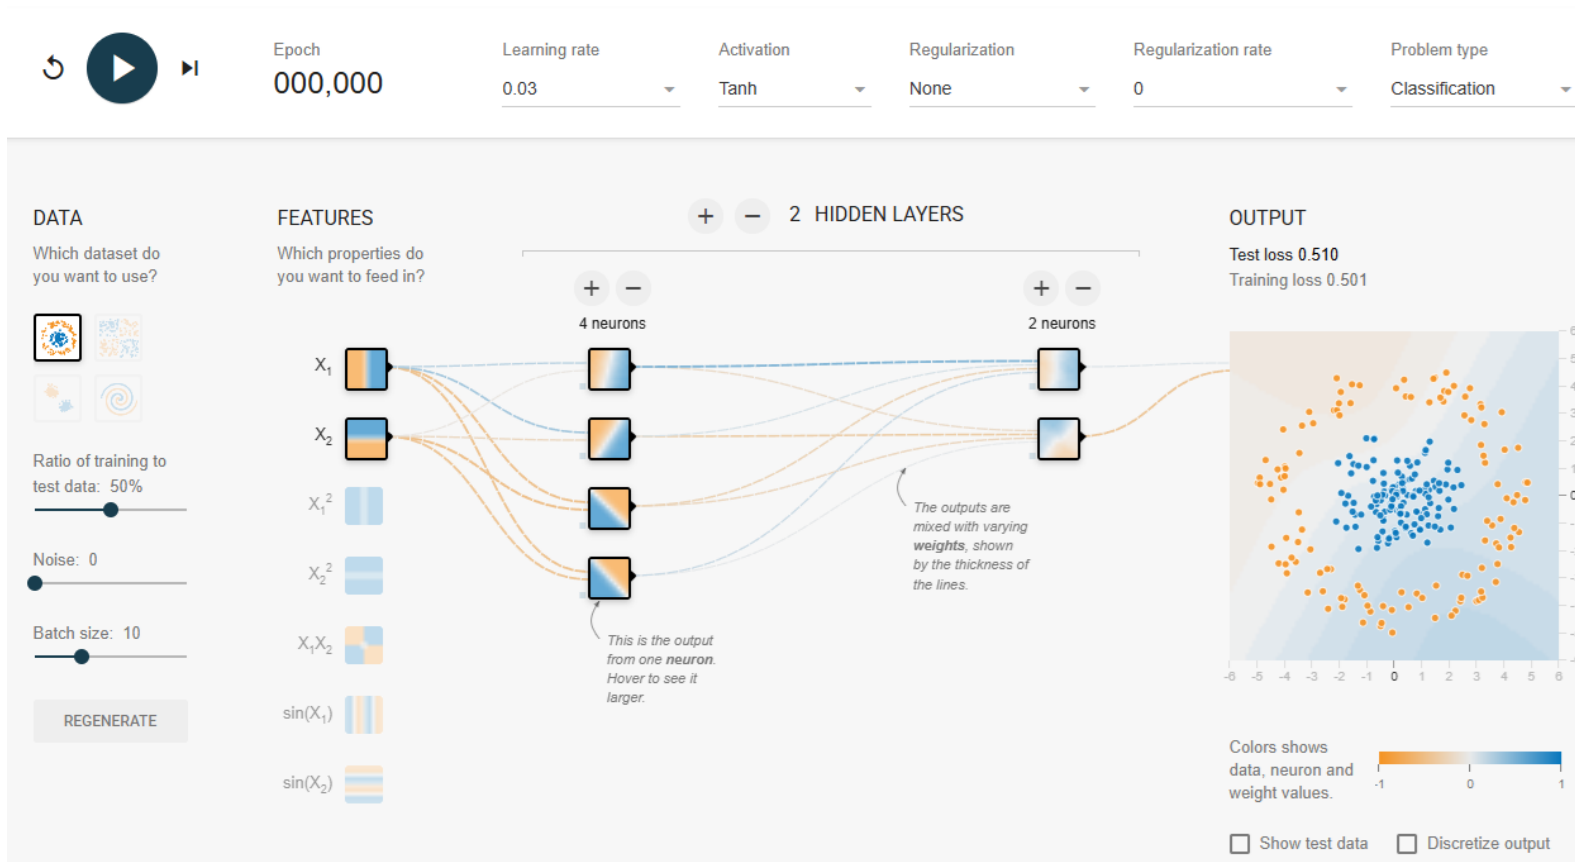 Epoch
000,000
Learning rate
0.03
Activation
Tanh
Regularization
None
Regularization rate
0
Problem type
Classification
DATA
Which dataset do
you want to use?
Ratio of training to
test data: 50%
Noise: 0
Batch size: 10
REGENERATE
FEATURES
Which properties do
you want to feed in?
X₁
X₂
X₁²
X₂²
X₁X₂
sin(X₁)
sin(X₂)
+ − 2 HIDDEN LAYERS
+ −
4 neurons
+ −
2 neurons
The outputs are
mixed with varying
weights, shown
by the thickness of
the lines.
This is the output
from one neuron.
Hover to see it
larger.
OUTPUT
Test loss 0.510
Training loss 0.501
-6 -5 -4 -3 -2 -1 0 1 2 3 4 5 6
Colors shows
data, neuron and
weight values.
-1 0 1
Show test data
Discretize output